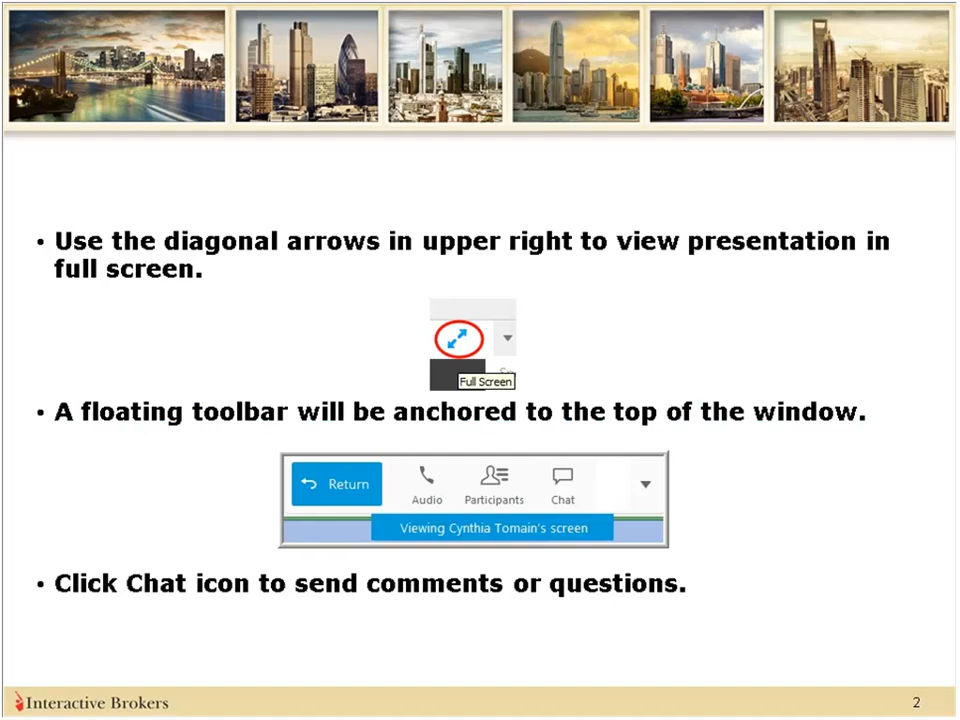 • Use the diagonal arrows in upper right to view presentation in
full screen.
Full Screen
• A floating toolbar will be anchored to the top of the window.
Return
Audio
Participants
Chat
Viewing Cynthia Tomain's screen
• Click Chat icon to send comments or questions.
Interactive Brokers
2